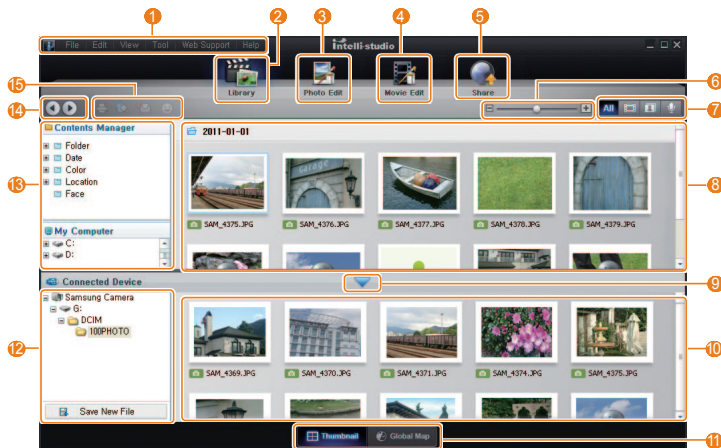 1
2
3
4
5
File Edit View Tool Web Support Help
Intelli-studio
Library
Photo Edit
Movie Edit
Share
15
6
14
All
7
Contents Manager
Folder
Date
Color
Location
Face
13
2011-01-01
SAM_4375.JPG
SAM_4376.JPG
SAM_4377.JPG
SAM_4378.JPG
SAM_4379.JPG
8
My Computer
C:
D:
Connected Device
9
Samsung Camera
G:
DCIM
100PHOTO
12
SAM_4369.JPG
SAM_4370.JPG
SAM_4371.JPG
SAM_4374.JPG
SAM_4375.JPG
10
Save New File
Thumbnail
Global Map
11